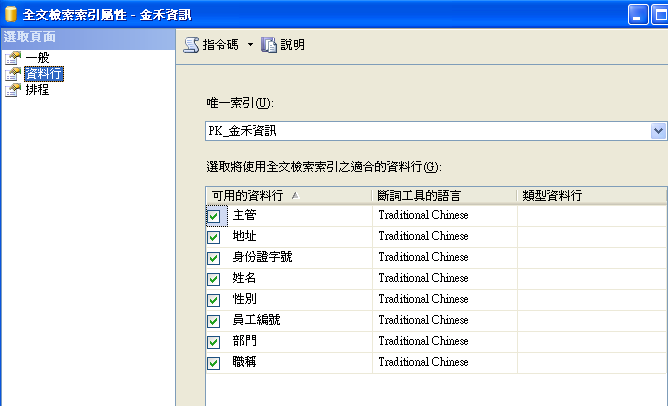 全文檢索索引屬性 - 金禾資訊
選取頁面
一般
資料行
排程
指令碼 說明
唯一索引(U):
PK_金禾資訊
選取將使用全文檢索索引之適合的資料行(G):
可用的資料行 斷詞工具的語言 類型資料行
主管 Traditional Chinese
地址 Traditional Chinese
身份證字號 Traditional Chinese
姓名 Traditional Chinese
性別 Traditional Chinese
員工編號 Traditional Chinese
部門 Traditional Chinese
職稱 Traditional Chinese